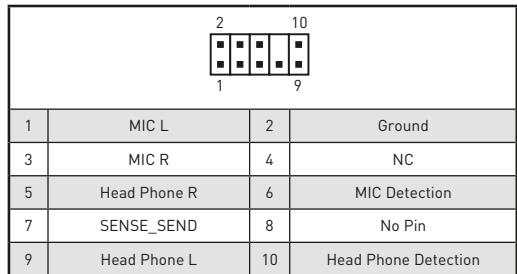 2 10
1 9
1 MIC L 2 Ground
3 MIC R 4 NC
5 Head Phone R 6 MIC Detection
7 SENSE_SEND 8 No Pin
9 Head Phone L 10 Head Phone Detection